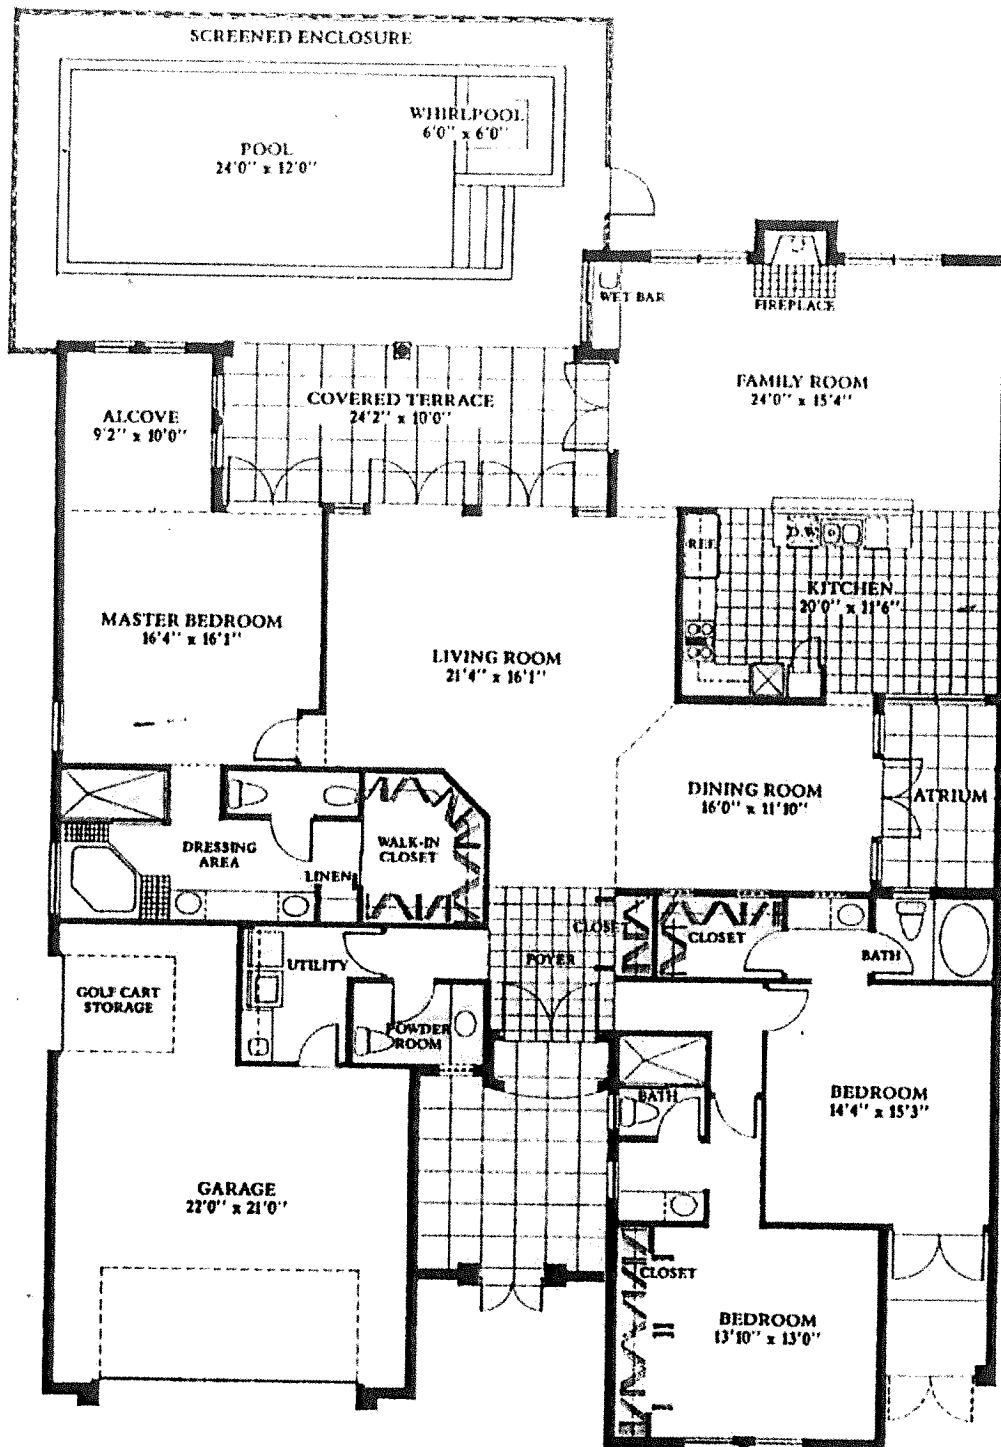 SCREENED ENCLOSURE
WHIRLPOOL
6'0" x 6'0"
POOL
24'0" x 12'0"
WET BAR
FIREPLACE
FAMILY ROOM
24'0" x 15'4"
COVERED TERRACE
24'2" x 10'0"
ALCOVE
9'2" x 10'0"
REF.
D.W.
KITCHEN
20'0" x 11'6"
MASTER BEDROOM
16'4" x 16'1"
LIVING ROOM
21'4" x 16'1"
DINING ROOM
16'0" x 11'10"
ATRIUM
DRESSING
AREA
LINEN
WALK-IN
CLOSET
CLOSET
CLOSET
BATH
FOYER
UTILITY
GOLF CART
STORAGE
POWDER
ROOM
BATH
BEDROOM
14'4" x 15'3"
GARAGE
22'0" x 21'0"
CLOSET
BEDROOM
13'10" x 13'0"